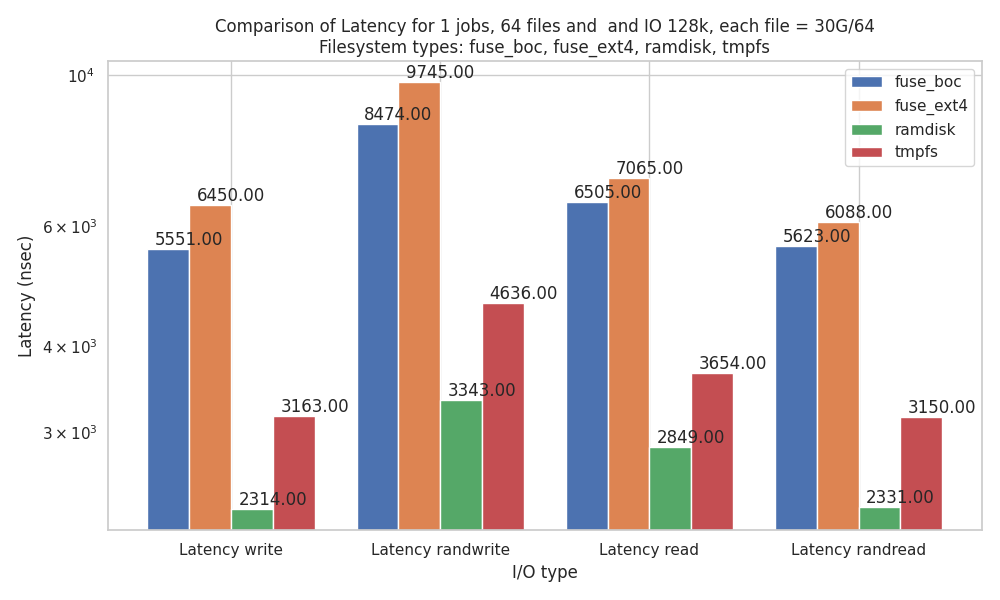 Comparison of Latency for 1 jobs, 64 files and  and IO 128k, each file = 30G/64
Filesystem types: fuse_boc, fuse_ext4, ramdisk, tmpfs
fuse_boc
fuse_ext4
ramdisk
tmpfs
Latency (nsec)
10⁴
6 × 10³
4 × 10³
3 × 10³
5551.00
6450.00
2314.00
3163.00
8474.00
9745.00
3343.00
4636.00
6505.00
7065.00
2849.00
3654.00
5623.00
6088.00
2331.00
3150.00
Latency write
Latency randwrite
Latency read
Latency randread
I/O type